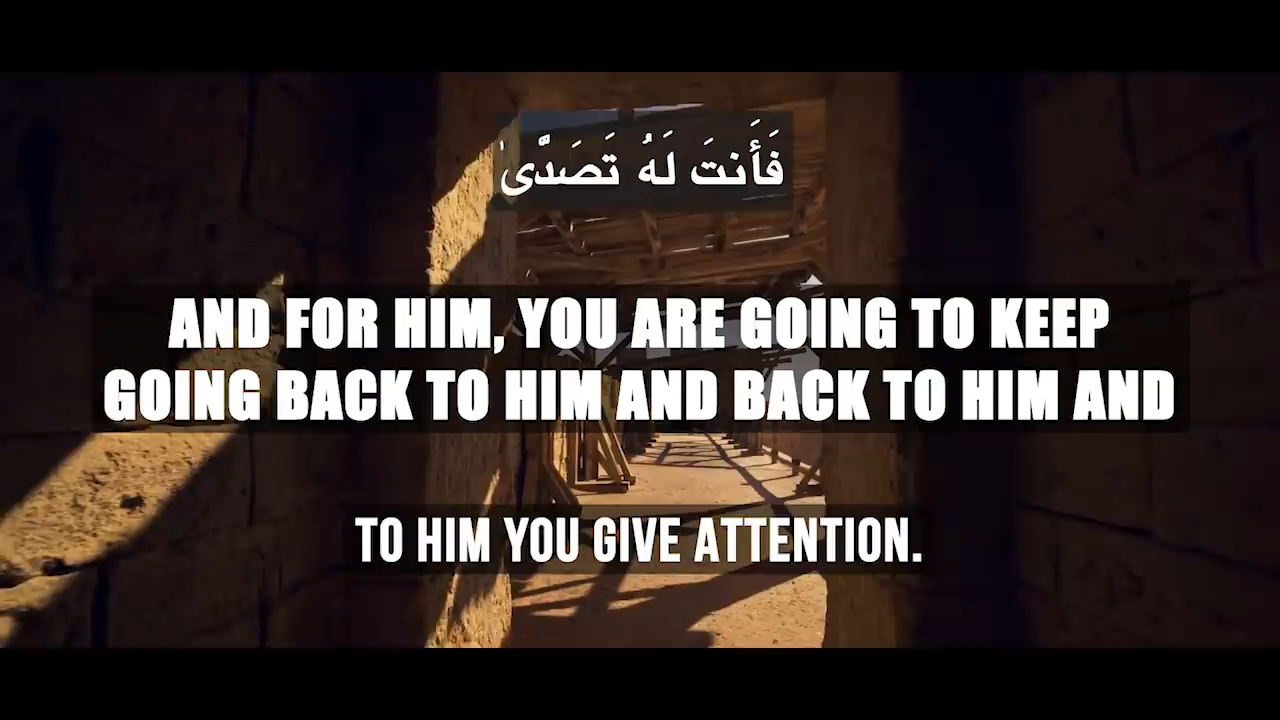 فَأَنتَ لَهُ تَصَدَّىٰ
AND FOR HIM, YOU ARE GOING TO KEEP
GOING BACK TO HIM AND BACK TO HIM AND
TO HIM YOU GIVE ATTENTION.